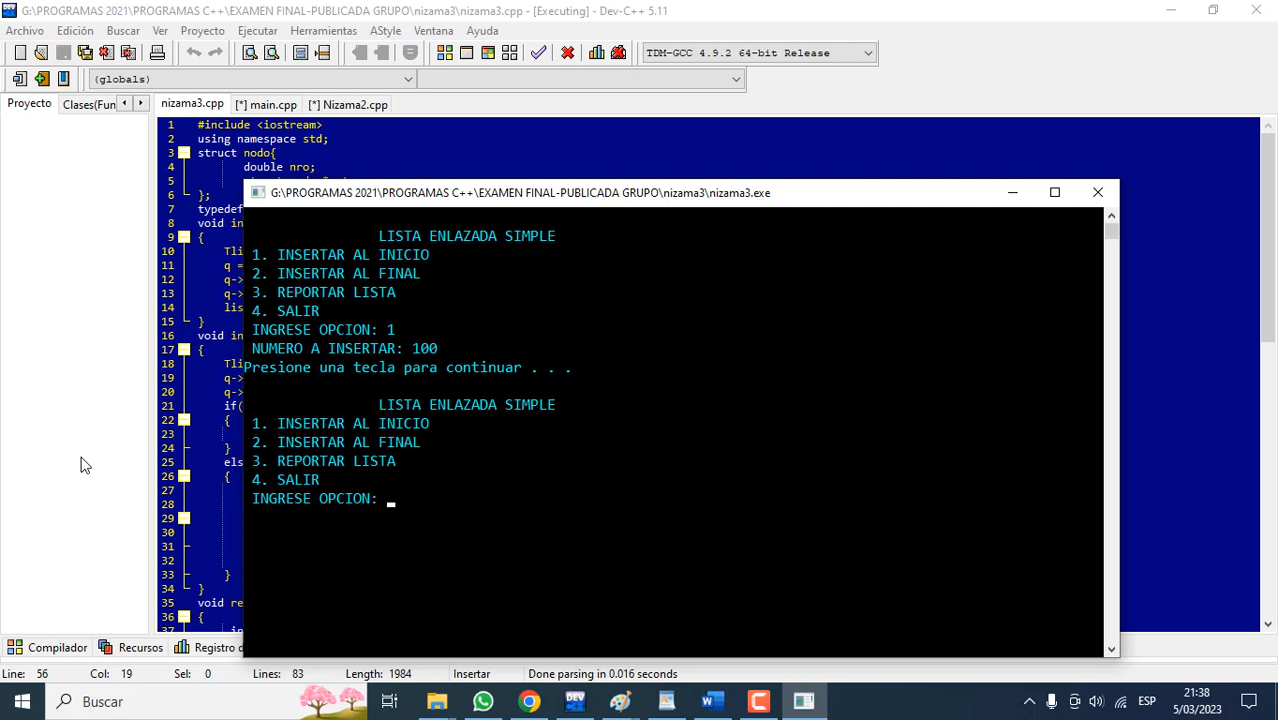 G:\PROGRAMAS 2021\PROGRAMAS C++\EXAMEN FINAL-PUBLICADA GRUPO\nizama3\nizama3.cpp - [Executing] - Dev-C++ 5.11
Archivo Edición Buscar Ver Proyecto Ejecutar Herramientas AStyle Ventana Ayuda
TDM-GCC 4.9.2 64-bit Release
(globals)
Proyecto Clases(Fun nizama3.cpp [*] main.cpp [*] Nizama2.cpp
1 #include <iostream>
2 using namespace std;
3 struct nodo{
4 double nro;
5
6 };
7 typedef
8 void in
9 {
10 Tli
11 q =
12 q->
13 q->
14 lis
15 }
16 void in
17 {
18 Tli
19 q->
20 q->
21 if(
22 {
23
24 }
25 els
26 {
27
28
29
30
31
32
33 }
34 }
35 void re
36 {
37 in
G:\PROGRAMAS 2021\PROGRAMAS C++\EXAMEN FINAL-PUBLICADA GRUPO\nizama3\nizama3.exe
LISTA ENLAZADA SIMPLE
1. INSERTAR AL INICIO
2. INSERTAR AL FINAL
3. REPORTAR LISTA
4. SALIR
INGRESE OPCION: 1
NUMERO A INSERTAR: 100
Presione una tecla para continuar . . .
LISTA ENLAZADA SIMPLE
1. INSERTAR AL INICIO
2. INSERTAR AL FINAL
3. REPORTAR LISTA
4. SALIR
INGRESE OPCION:
Compilador Recursos Registro d
Line: 56 Col: 19 Sel: 0 Lines: 83 Length: 1984 Insertar Done parsing in 0.016 seconds
Buscar
ESP
21:38
5/03/2023